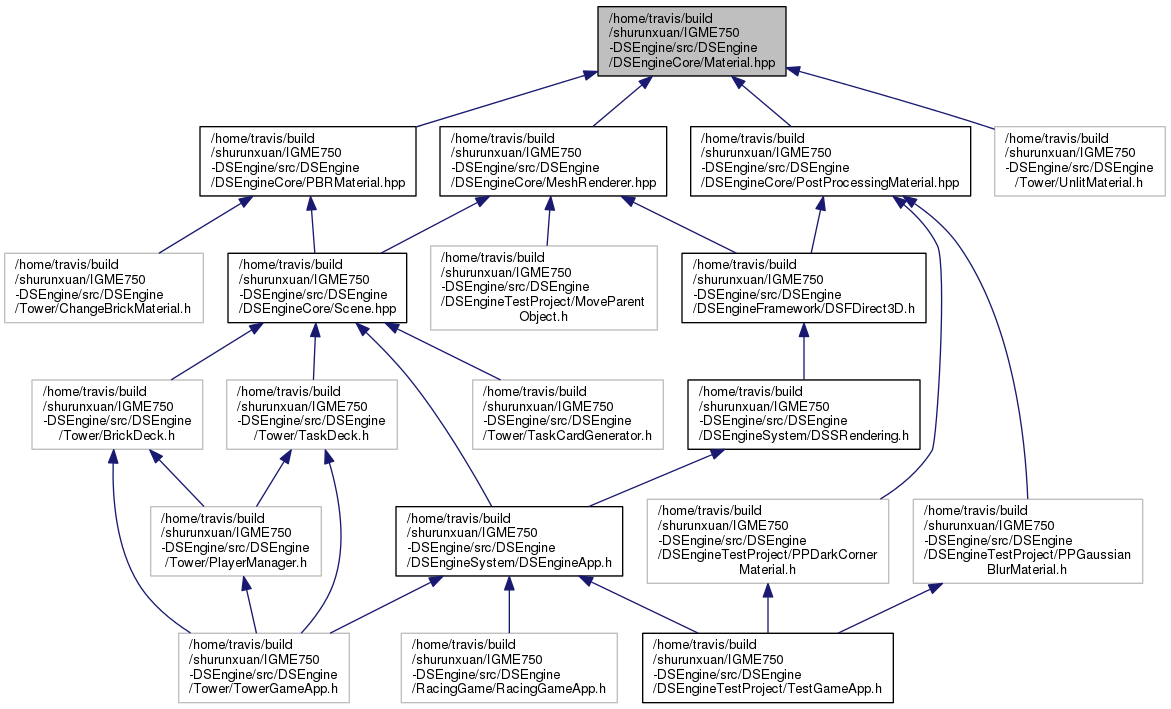 /home/travis/build
/shurunxuan/IGME750
-DSEngine/src/DSEngine
/DSEngineCore/Material.hpp
/home/travis/build
/shurunxuan/IGME750
-DSEngine/src/DSEngine
/DSEngineCore/PBRMaterial.hpp
/home/travis/build
/shurunxuan/IGME750
-DSEngine/src/DSEngine
/DSEngineCore/MeshRenderer.hpp
/home/travis/build
/shurunxuan/IGME750
-DSEngine/src/DSEngine
/DSEngineCore/PostProcessingMaterial.hpp
/home/travis/build
/shurunxuan/IGME750
-DSEngine/src/DSEngine
/Tower/UnlitMaterial.h
/home/travis/build
/shurunxuan/IGME750
-DSEngine/src/DSEngine
/Tower/ChangeBrickMaterial.h
/home/travis/build
/shurunxuan/IGME750
-DSEngine/src/DSEngine
/DSEngineCore/Scene.hpp
/home/travis/build
/shurunxuan/IGME750
-DSEngine/src/DSEngine
/DSEngineTestProject/MoveParent
Object.h
/home/travis/build
/shurunxuan/IGME750
-DSEngine/src/DSEngine
/DSEngineFramework/DSFDirect3D.h
/home/travis/build
/shurunxuan/IGME750
-DSEngine/src/DSEngine
/Tower/BrickDeck.h
/home/travis/build
/shurunxuan/IGME750
-DSEngine/src/DSEngine
/Tower/TaskDeck.h
/home/travis/build
/shurunxuan/IGME750
-DSEngine/src/DSEngine
/Tower/TaskCardGenerator.h
/home/travis/build
/shurunxuan/IGME750
-DSEngine/src/DSEngine
/DSEngineSystem/DSSRendering.h
/home/travis/build
/shurunxuan/IGME750
-DSEngine/src/DSEngine
/Tower/PlayerManager.h
/home/travis/build
/shurunxuan/IGME750
-DSEngine/src/DSEngine
/DSEngineSystem/DSEngineApp.h
/home/travis/build
/shurunxuan/IGME750
-DSEngine/src/DSEngine
/DSEngineTestProject/PPDarkCorner
Material.h
/home/travis/build
/shurunxuan/IGME750
-DSEngine/src/DSEngine
/DSEngineTestProject/PPGaussian
BlurMaterial.h
/home/travis/build
/shurunxuan/IGME750
-DSEngine/src/DSEngine
/Tower/TowerGameApp.h
/home/travis/build
/shurunxuan/IGME750
-DSEngine/src/DSEngine
/RacingGame/RacingGameApp.h
/home/travis/build
/shurunxuan/IGME750
-DSEngine/src/DSEngine
/DSEngineTestProject/TestGameApp.h